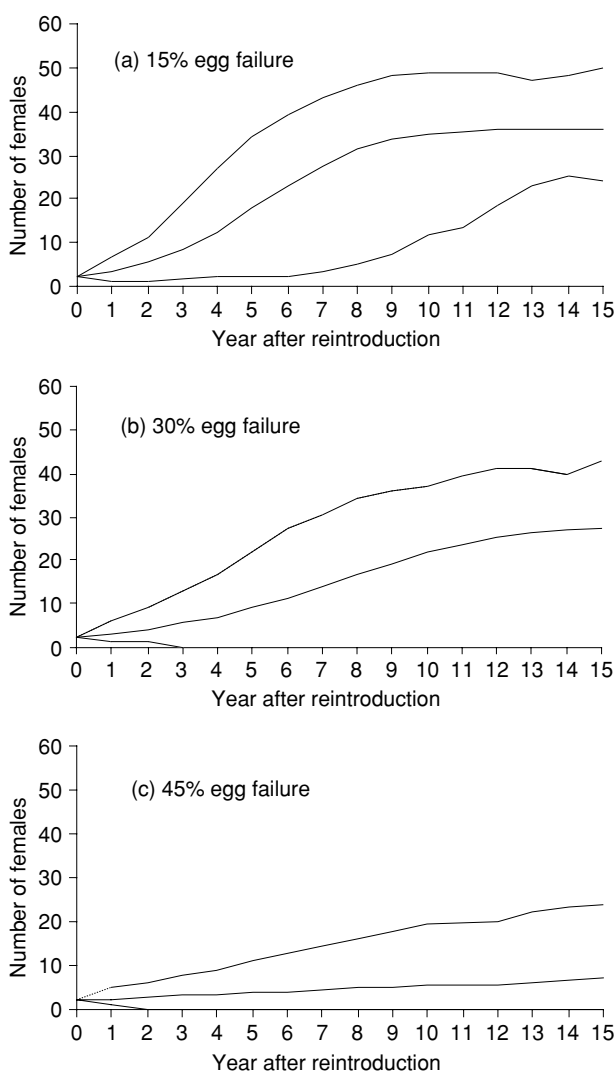 60
50
40
30
20
10
0
Number of females
(a) 15% egg failure
0 1 2 3 4 5 6 7 8 9 10 11 12 13 14 15
Year after reintroduction
60
50
40
30
20
10
0
Number of females
(b) 30% egg failure
0 1 2 3 4 5 6 7 8 9 10 11 12 13 14 15
Year after reintroduction
60
50
40
30
20
10
0
Number of females
(c) 45% egg failure
0 1 2 3 4 5 6 7 8 9 10 11 12 13 14 15
Year after reintroduction